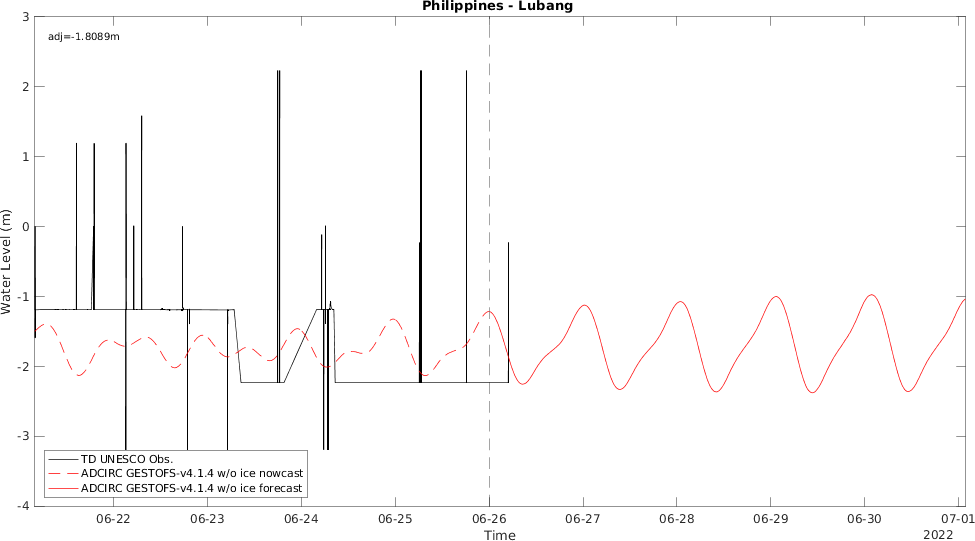 Philippines - Lubang
adj=-1.8089m
Water Level (m)
3
2
1
0
-1
-2
-3
-4
TD UNESCO Obs.
ADCIRC GESTOFS-v4.1.4 w/o ice nowcast
ADCIRC GESTOFS-v4.1.4 w/o ice forecast
06-22 06-23 06-24 06-25 06-26 06-27 06-28 06-29 06-30 07-01
Time
2022